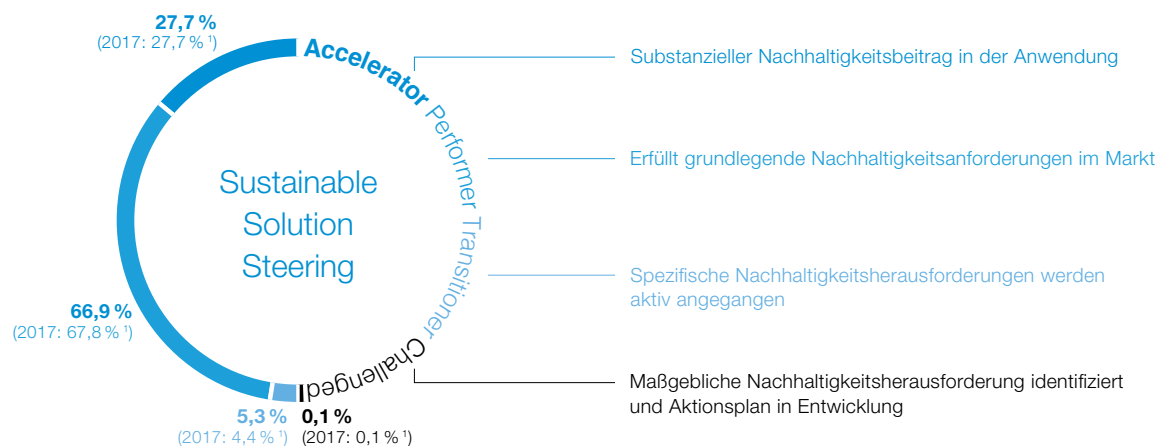 27,7 %
(2017: 27,7 % ¹)
Accelerator
Substanzieller Nachhaltigkeitsbeitrag in der Anwendung
Performer
Erfüllt grundlegende Nachhaltigkeitsanforderungen im Markt
Sustainable
Solution
Steering
Transitioner
Spezifische Nachhaltigkeitsherausforderungen werden
aktiv angegangen
66,9 %
(2017: 67,8 % ¹)
Challenged
Maßgebliche Nachhaltigkeitsherausforderung identifiziert
und Aktionsplan in Entwicklung
5,3 %
(2017: 4,4 % ¹)
0,1 %
(2017: 0,1 % ¹)